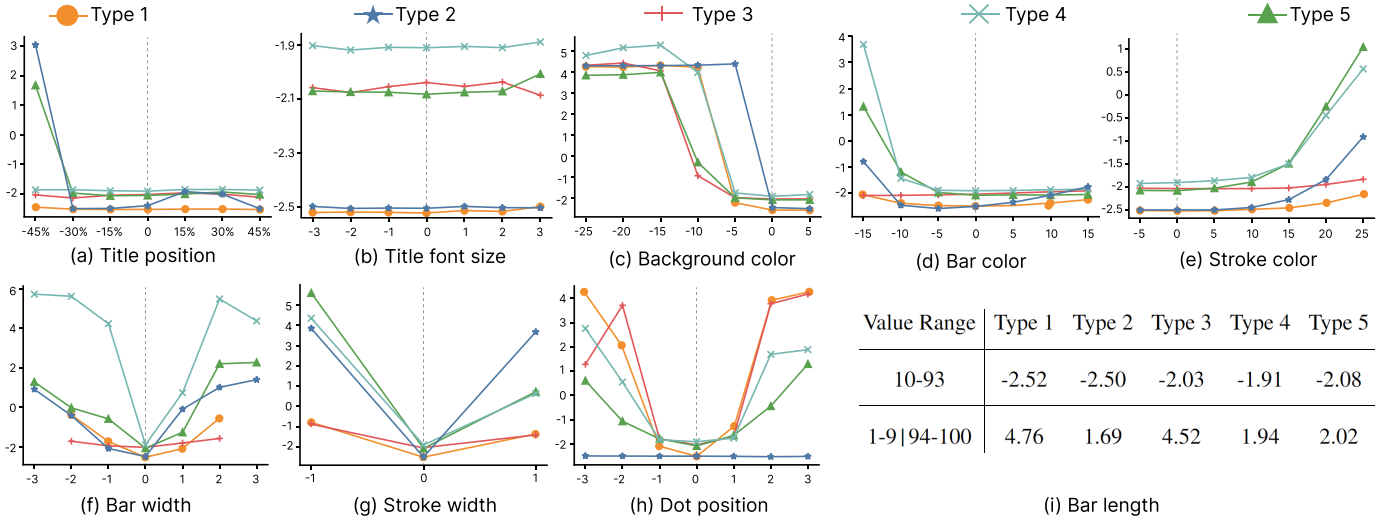 Type 1 Type 2 Type 3 Type 4 Type 5
3
2
1
0
-1
-2
-45% -30% -15% 0 15% 30% 45%
(a) Title position
-1.9
-2.1
-2.3
-2.5
-3 -2 -1 0 1 2 3
(b) Title font size
5
4
3
2
1
0
-1
-2
-25 -20 -15 -10 -5 0 5
(c) Background color
4
3
2
1
0
-1
-2
-15 -10 -5 0 5 10 15
(d) Bar color
1
0.5
0
-0.5
-1
-1.5
-2
-2.5
-5 0 5 10 15 20 25
(e) Stroke color
6
4
2
0
-2
-3 -2 -1 0 1 2 3
(f) Bar width
5
4
3
2
1
0
-1
-2
-1 0 1
(g) Stroke width
4
3
2
1
0
-1
-2
-3 -2 -1 0 1 2 3
(h) Dot position
Value Range Type 1 Type 2 Type 3 Type 4 Type 5
10-93 -2.52 -2.50 -2.03 -1.91 -2.08
1-9|94-100 4.76 1.69 4.52 1.94 2.02
(i) Bar length